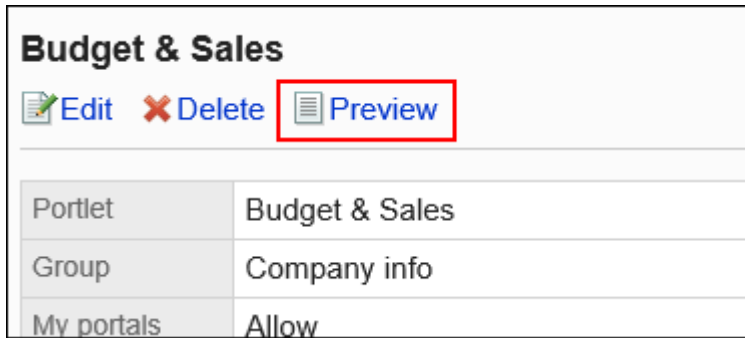 Budget & Sales
Edit Delete Preview
Portlet Budget & Sales
Group Company info
My portals Allow